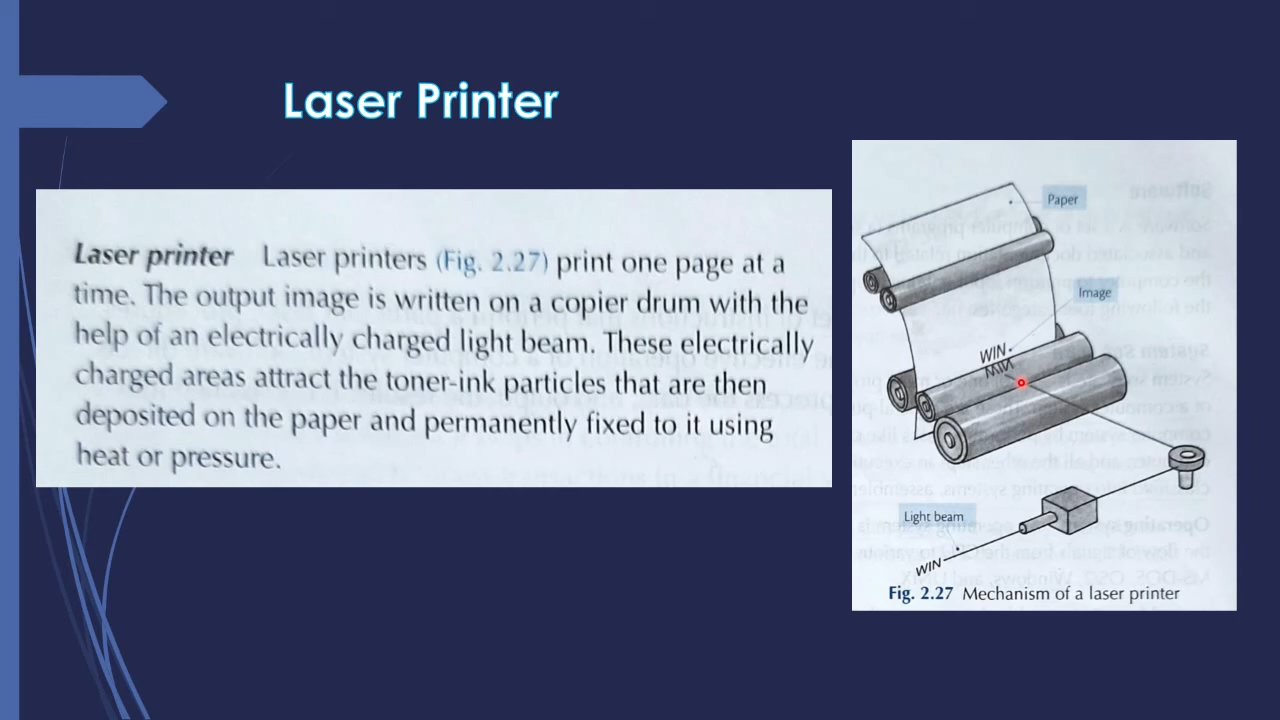 Laser Printer
Laser printer Laser printers (Fig. 2.27) print one page at a
time. The output image is written on a copier drum with the
help of an electrically charged light beam. These electrically
charged areas attract the toner-ink particles that are then
deposited on the paper and permanently fixed to it using
heat or pressure.
Paper
Image
WIN
WIN
Light beam
WIN
Fig. 2.27 Mechanism of a laser printer